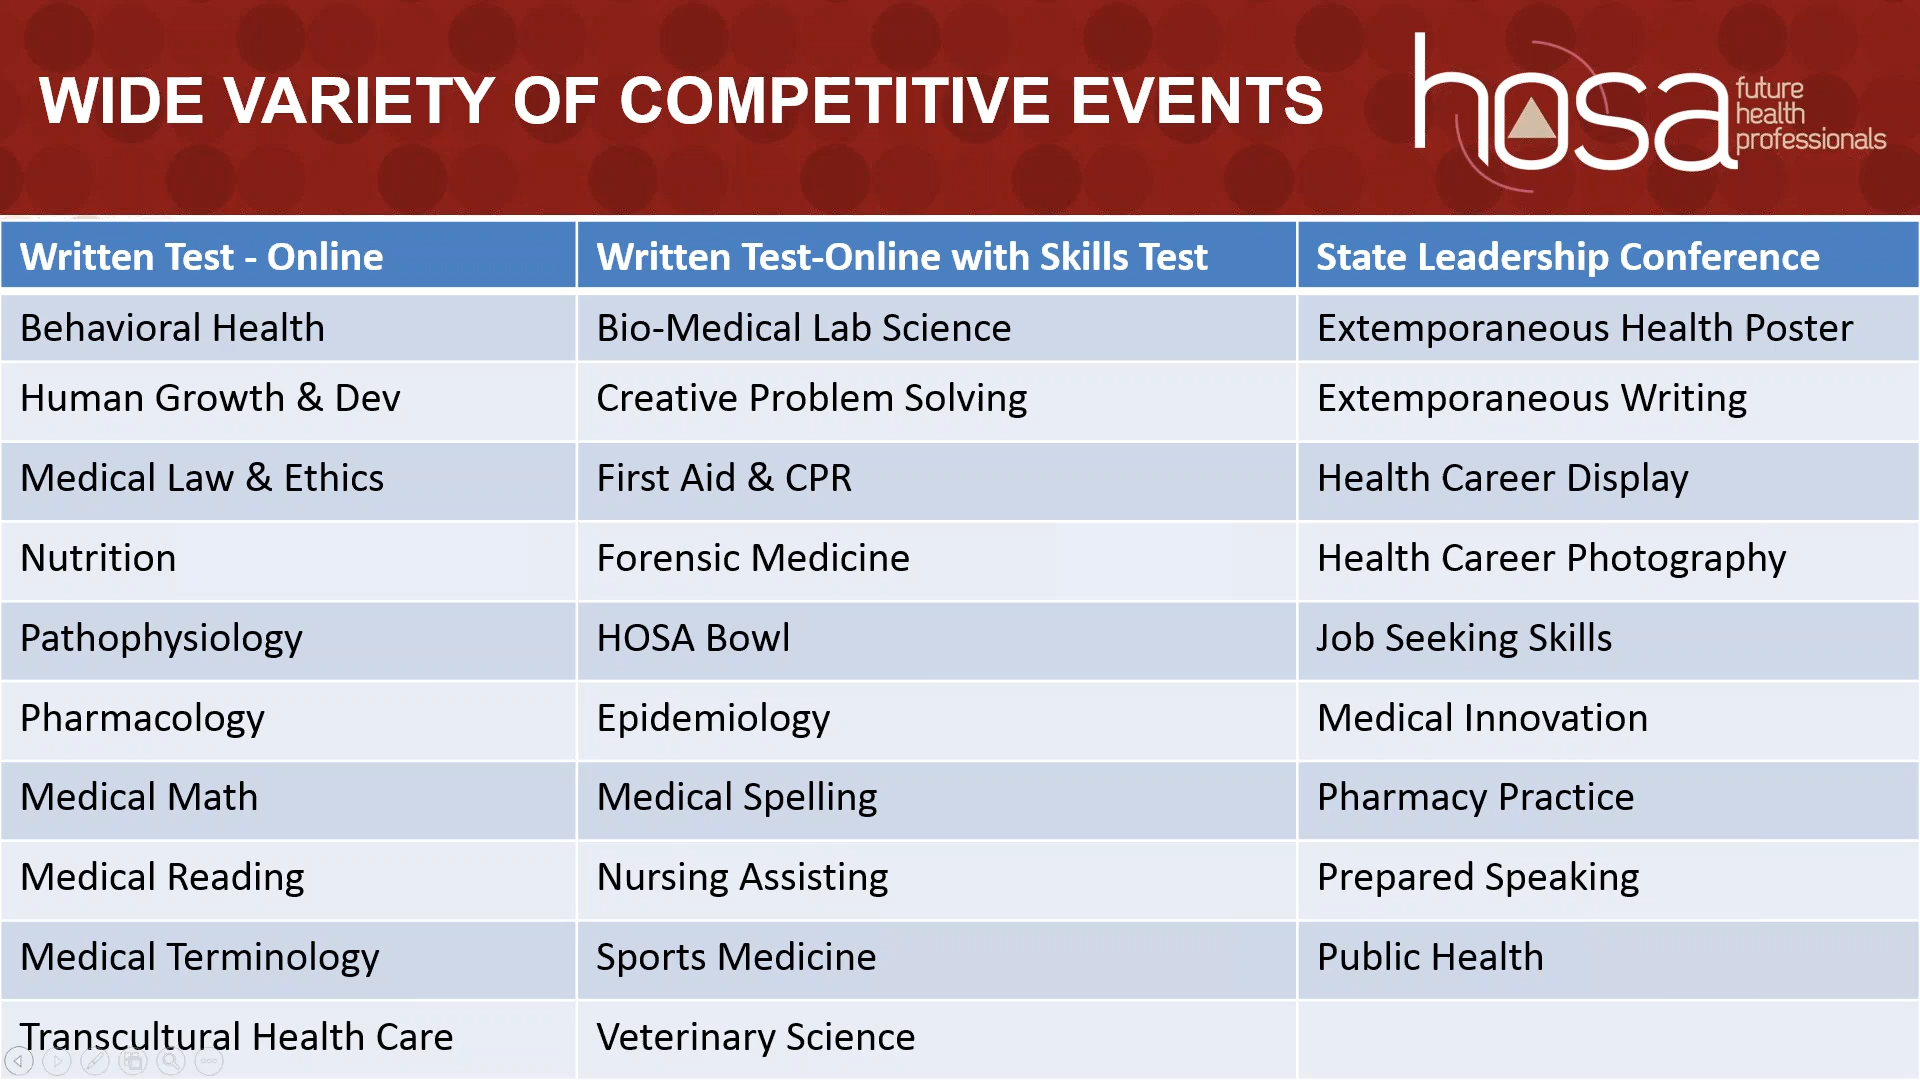 WIDE VARIETY OF COMPETITIVE EVENTS
hosa
future
health
professionals
Written Test - Online
Written Test-Online with Skills Test
State Leadership Conference
Behavioral Health
Bio-Medical Lab Science
Extemporaneous Health Poster
Human Growth & Dev
Creative Problem Solving
Extemporaneous Writing
Medical Law & Ethics
First Aid & CPR
Health Career Display
Nutrition
Forensic Medicine
Health Career Photography
Pathophysiology
HOSA Bowl
Job Seeking Skills
Pharmacology
Epidemiology
Medical Innovation
Medical Math
Medical Spelling
Pharmacy Practice
Medical Reading
Nursing Assisting
Prepared Speaking
Medical Terminology
Sports Medicine
Public Health
Transcultural Health Care
Veterinary Science